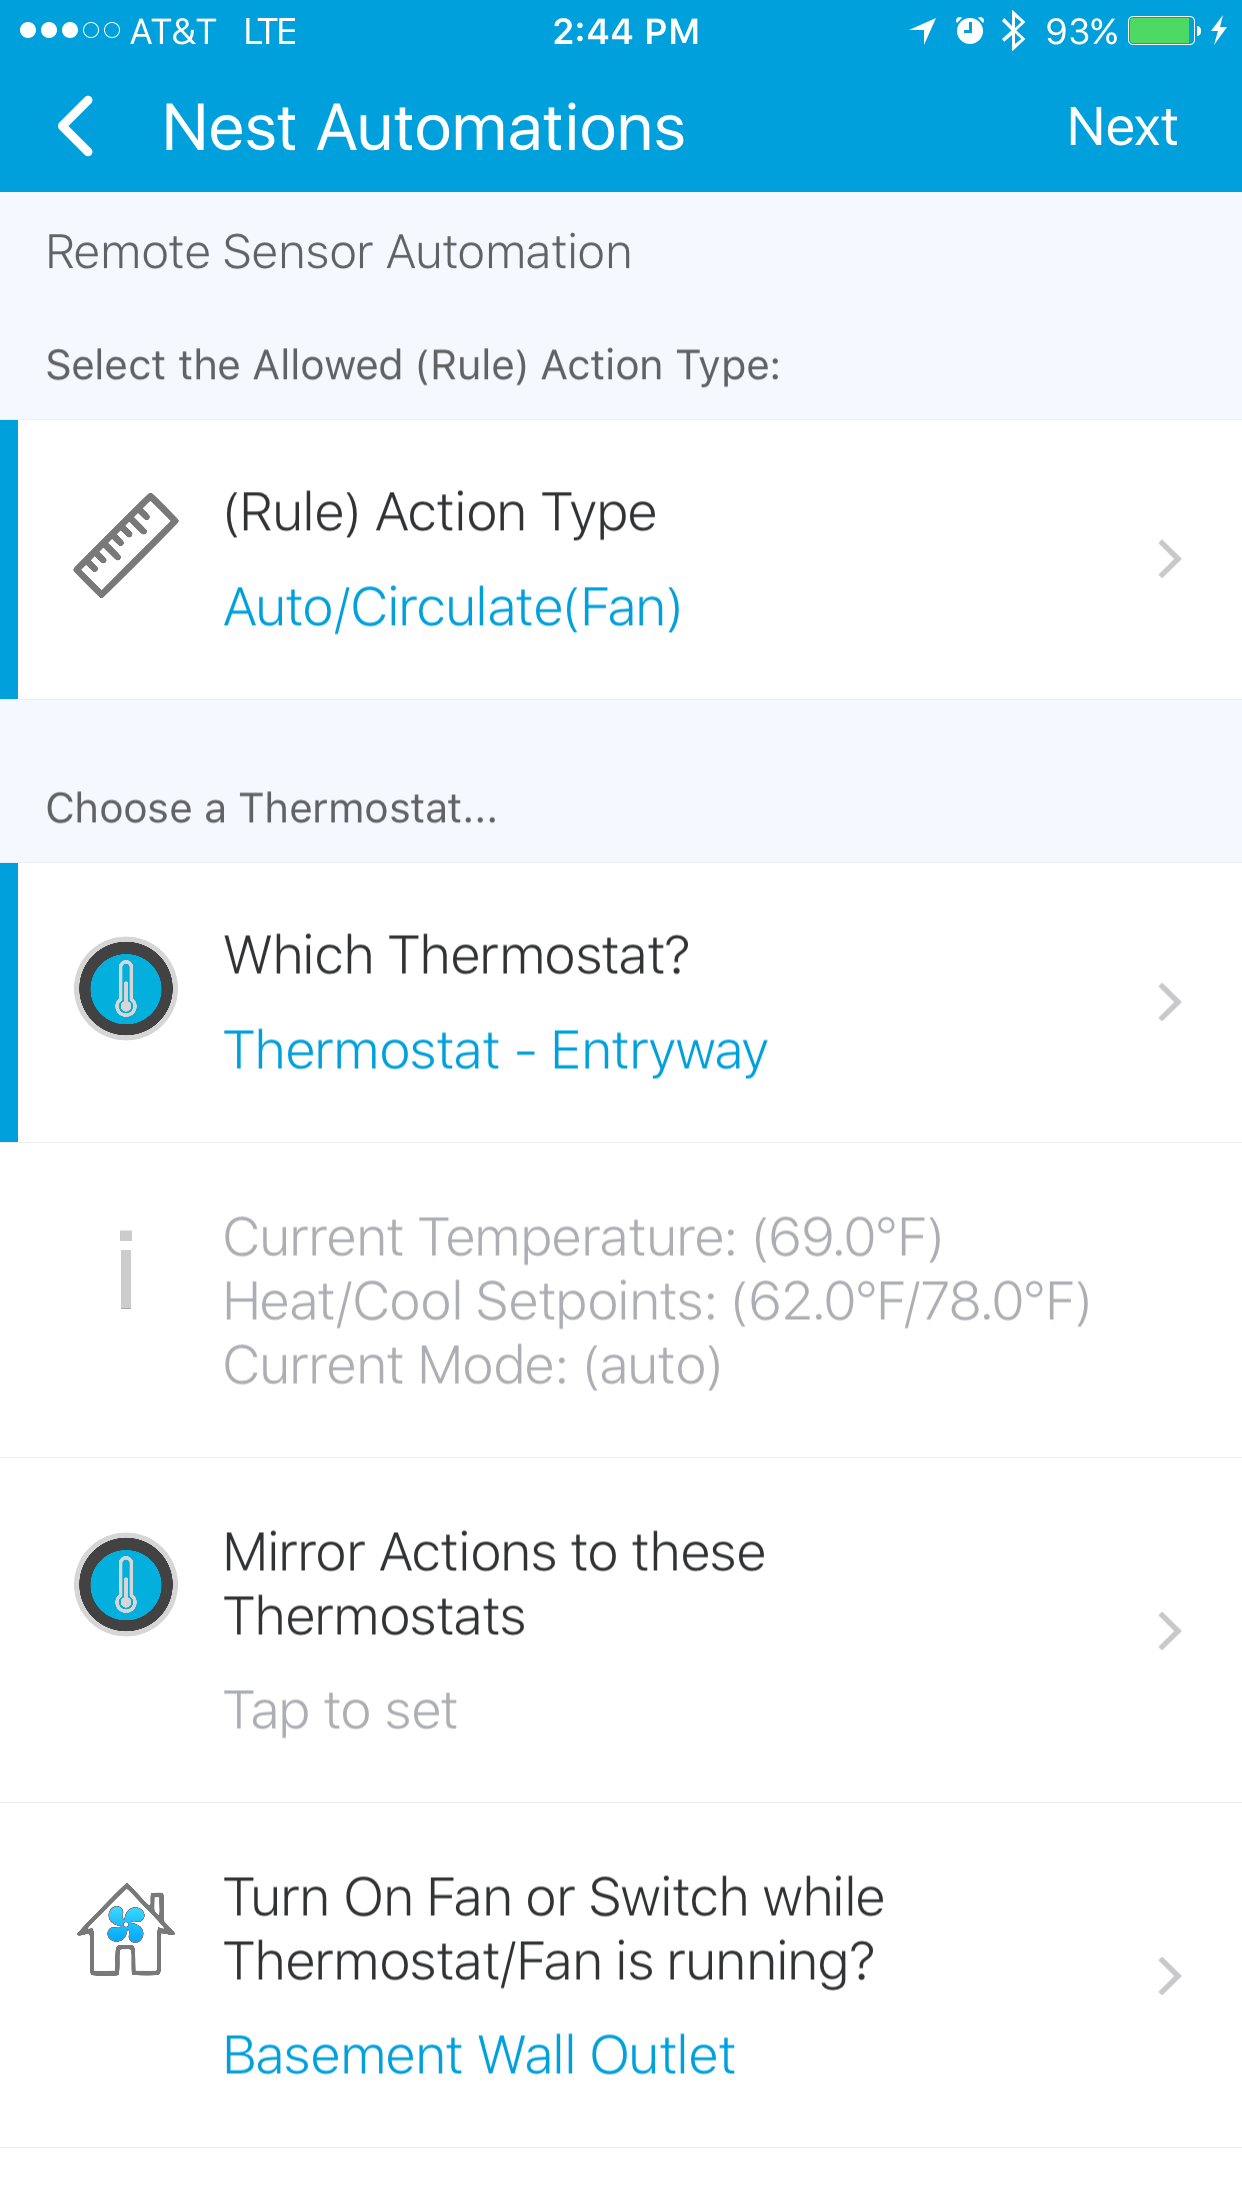 AT&T LTE 2:44 PM 93%
Nest Automations Next
Remote Sensor Automation
Select the Allowed (Rule) Action Type:
(Rule) Action Type
Auto/Circulate(Fan)
Choose a Thermostat...
Which Thermostat?
Thermostat - Entryway
Current Temperature: (69.0°F)
Heat/Cool Setpoints: (62.0°F/78.0°F)
Current Mode: (auto)
Mirror Actions to these
Thermostats
Tap to set
Turn On Fan or Switch while
Thermostat/Fan is running?
Basement Wall Outlet